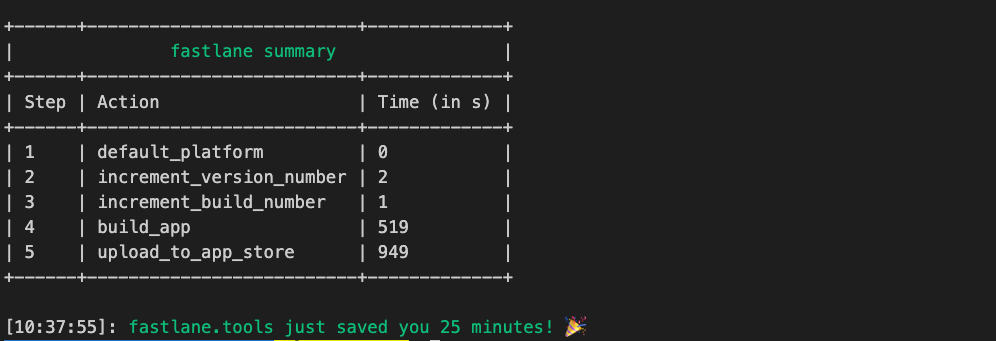 +------+--------------------------+-------------+
|               fastlane summary                |
+------+--------------------------+-------------+
| Step | Action                   | Time (in s) |
+------+--------------------------+-------------+
| 1    | default_platform         | 0           |
| 2    | increment_version_number | 2           |
| 3    | increment_build_number   | 1           |
| 4    | build_app                | 519         |
| 5    | upload_to_app_store      | 949         |
+------+--------------------------+-------------+
[10:37:55]: fastlane.tools just saved you 25 minutes! 🎉